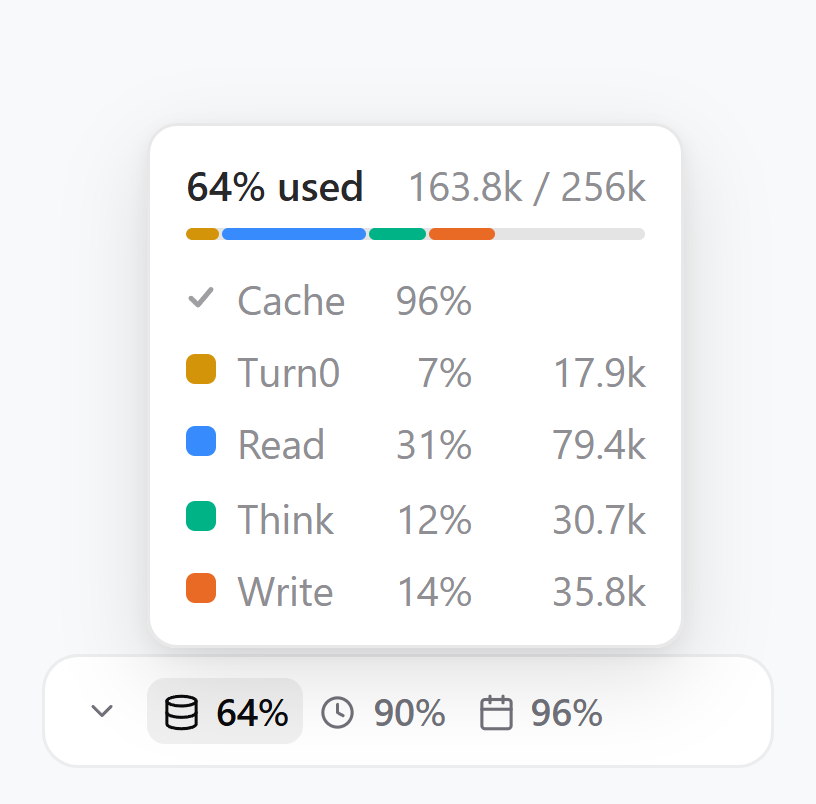 64% used 163.8k / 256k
Cache 96%
Turn0 7% 17.9k
Read 31% 79.4k
Think 12% 30.7k
Write 14% 35.8k
64% 90% 96%